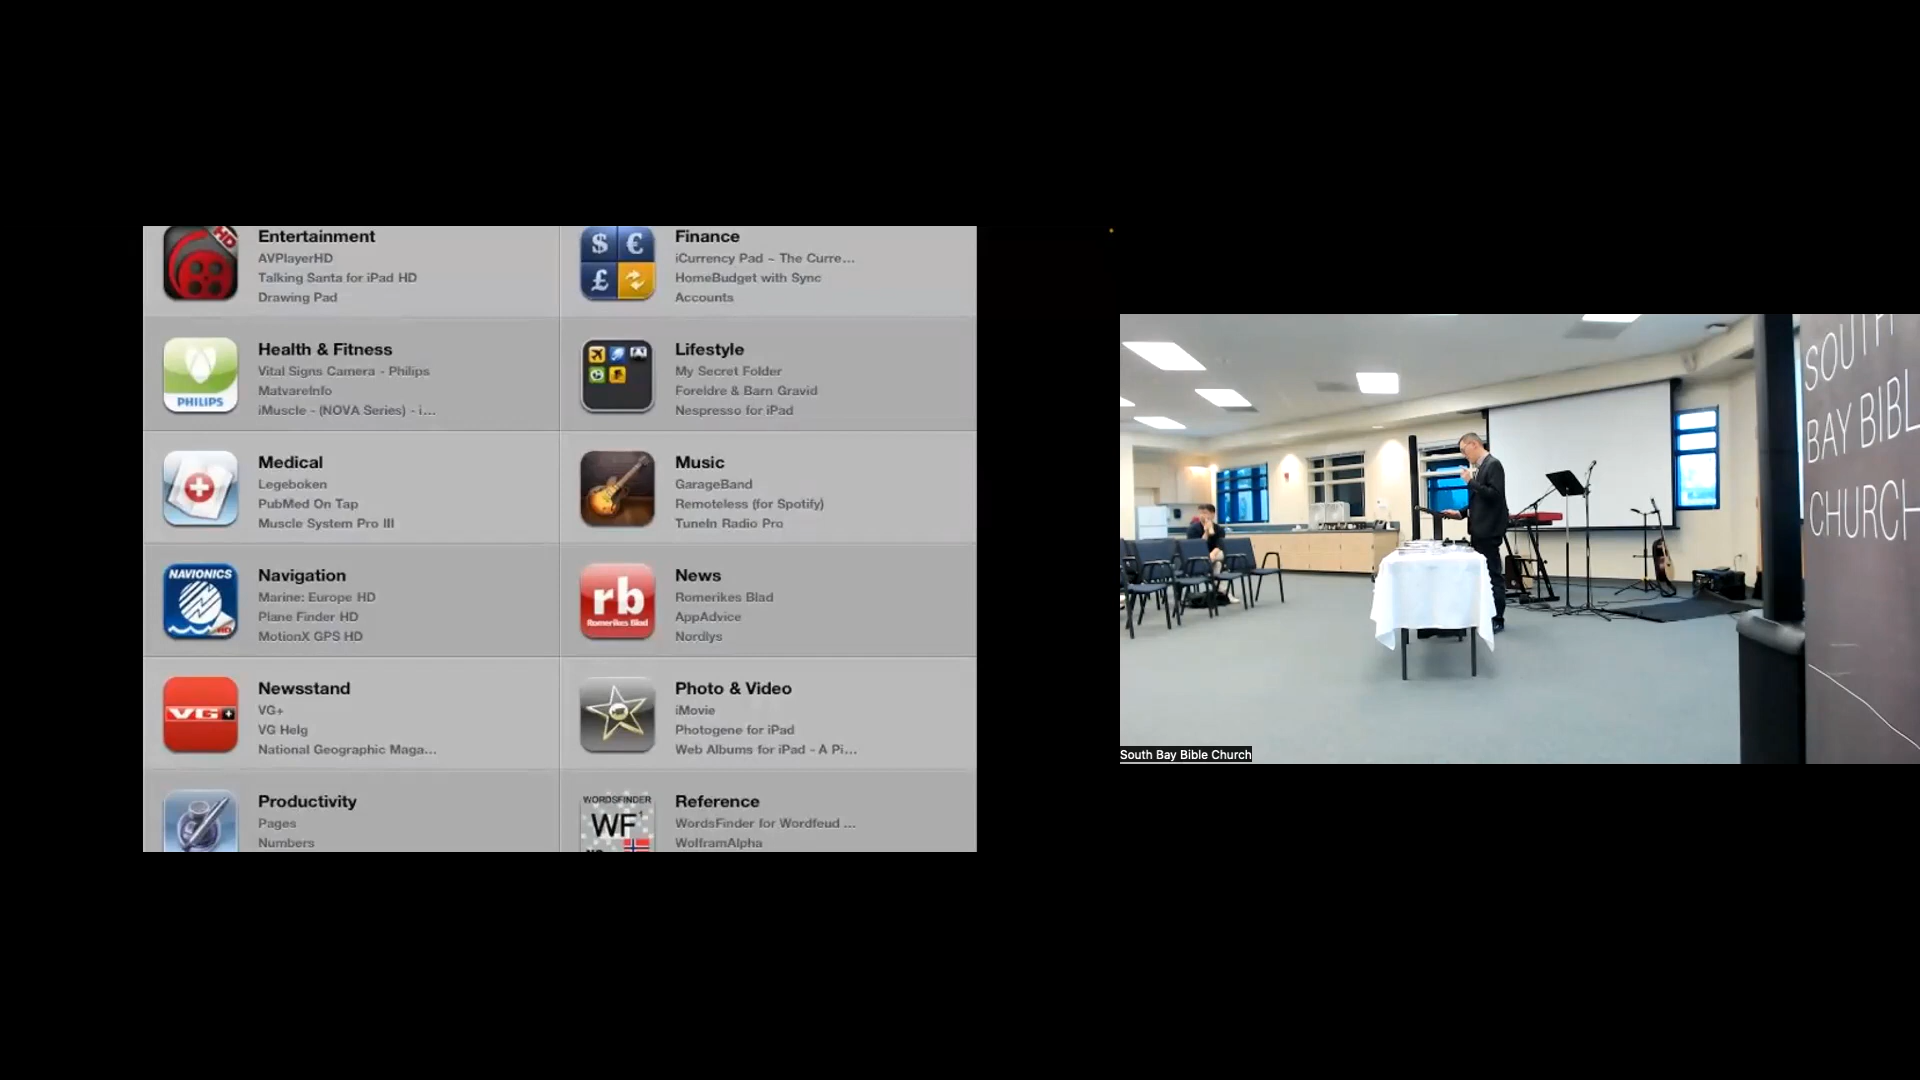 Entertainment
AVPlayerHD
Talking Santa for iPad HD
Drawing Pad
HD
Finance
iCurrency Pad ~ The Curre...
HomeBudget with Sync
Accounts
$ €
£
Health & Fitness
Vital Signs Camera - Philips
MatvareInfo
iMuscle - (NOVA Series) - i...
PHILIPS
Lifestyle
My Secret Folder
Foreldre & Barn Gravid
Nespresso for iPad
Medical
Legeboken
PubMed On Tap
Muscle System Pro III
Music
GarageBand
Remoteless (for Spotify)
TuneIn Radio Pro
NAVIONICS
HD
Navigation
Marine: Europe HD
Plane Finder HD
MotionX GPS HD
rb
Romerikes Blad
News
Romerikes Blad
AppAdvice
Nordlys
VG+
Newsstand
VG+
VG Helg
National Geographic Maga...
Photo & Video
iMovie
Photogene for iPad
Web Albums for iPad - A Pi...
Productivity
Pages
Numbers
WORDSFINDER
WF
Reference
WordsFinder for Wordfeud ...
WolframAlpha
SOUTH
BAY BIBL
CHURCH
South Bay Bible Church